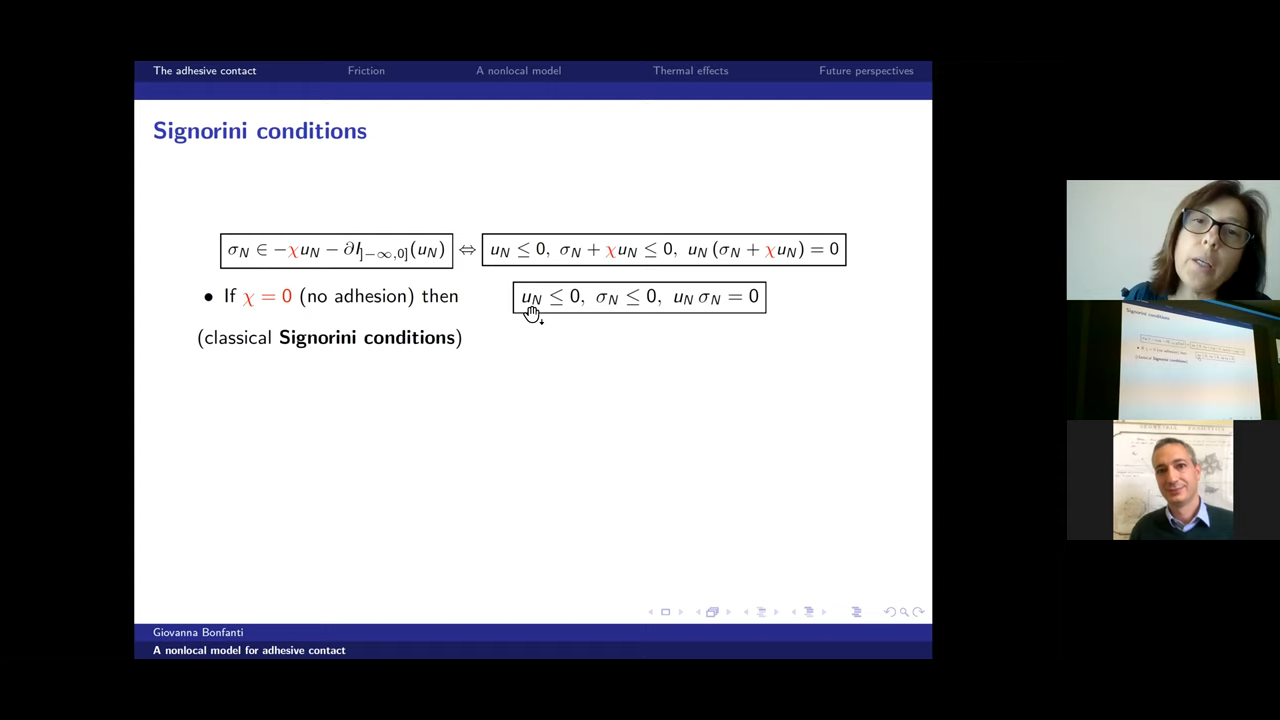 The adhesive contact Friction A nonlocal model Thermal effects Future perspectives
Signorini conditions
σ_N ∈ −χu_N − ∂I_{]−∞,0]}(u_N) ⇔ u_N ≤ 0, σ_N + χu_N ≤ 0, u_N (σ_N + χu_N) = 0
• If χ = 0 (no adhesion) then u_N ≤ 0, σ_N ≤ 0, u_N σ_N = 0
(classical Signorini conditions)
Giovanna Bonfanti
A nonlocal model for adhesive contact
Signorini conditions